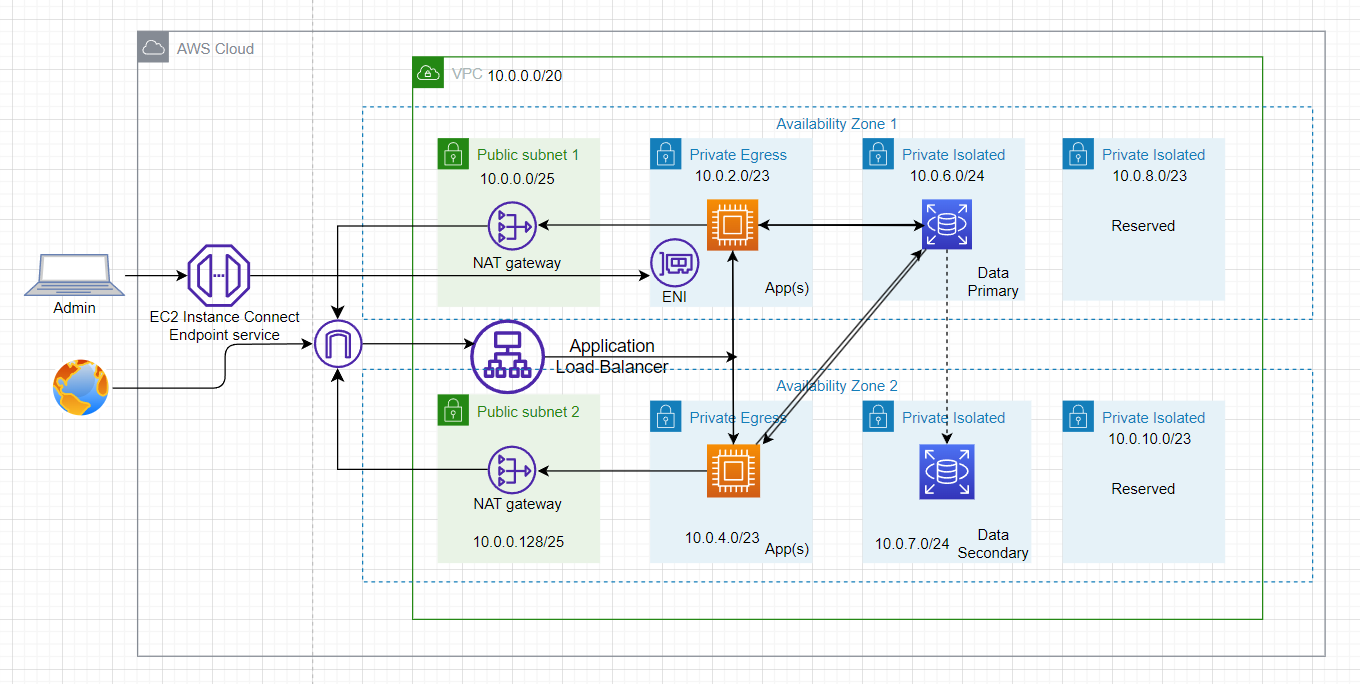 AWS Cloud
VPC 10.0.0.0/20
Availability Zone 1
Public subnet 1
10.0.0.0/25
NAT gateway
Private Egress
10.0.2.0/23
ENI
App(s)
Private Isolated
10.0.6.0/24
Data
Primary
Private Isolated
10.0.8.0/23
Reserved
Admin
EC2 Instance Connect
Endpoint service
Application
Load Balancer
Availability Zone 2
Public subnet 2
NAT gateway
10.0.0.128/25
Private Egress
10.0.4.0/23
App(s)
Private Isolated
10.0.7.0/24
Data
Secondary
Private Isolated
10.0.10.0/23
Reserved